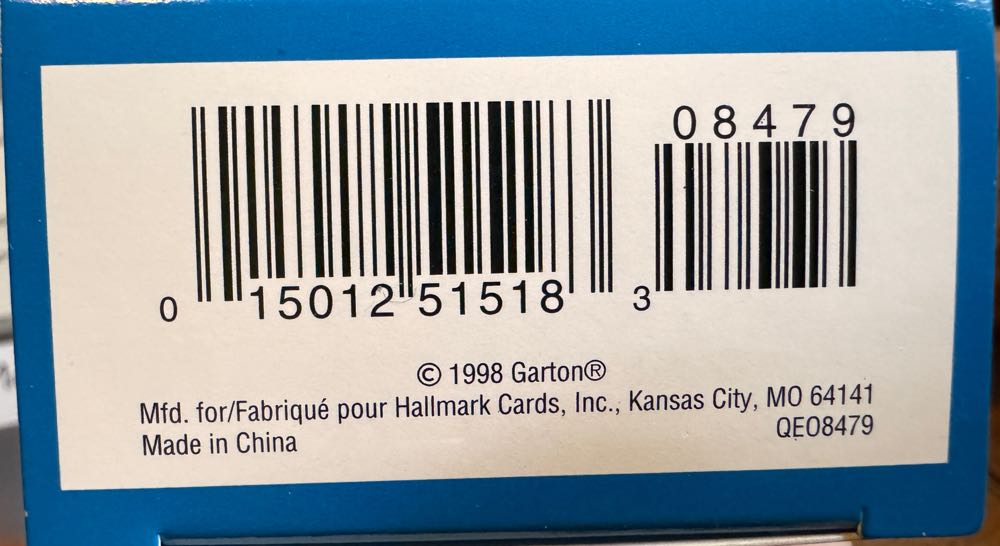 08479
0 15012 51518 3
© 1998 Garton®
Mfd. for/Fabriqué pour Hallmark Cards, Inc., Kansas City, MO 64141
Made in China
QEO8479